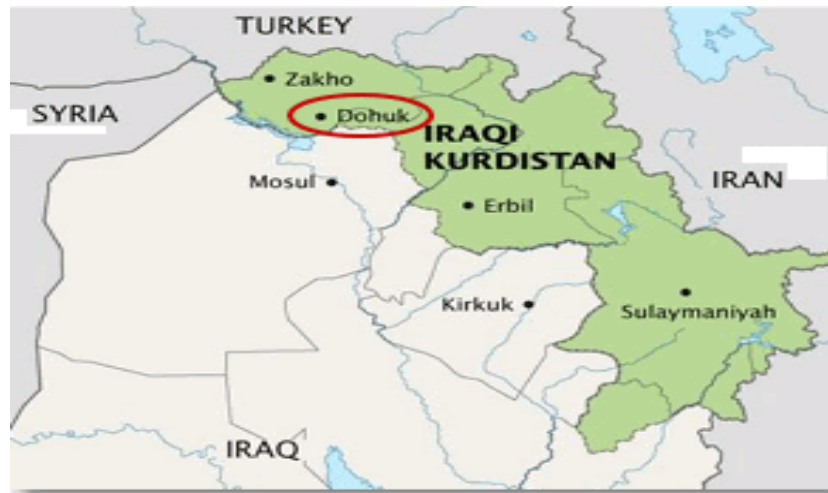 TURKEY
Zakho
SYRIA
Dohuk
IRAQI
KURDISTAN
Mosul
IRAN
Erbil
Kirkuk
Sulaymaniyah
IRAQ